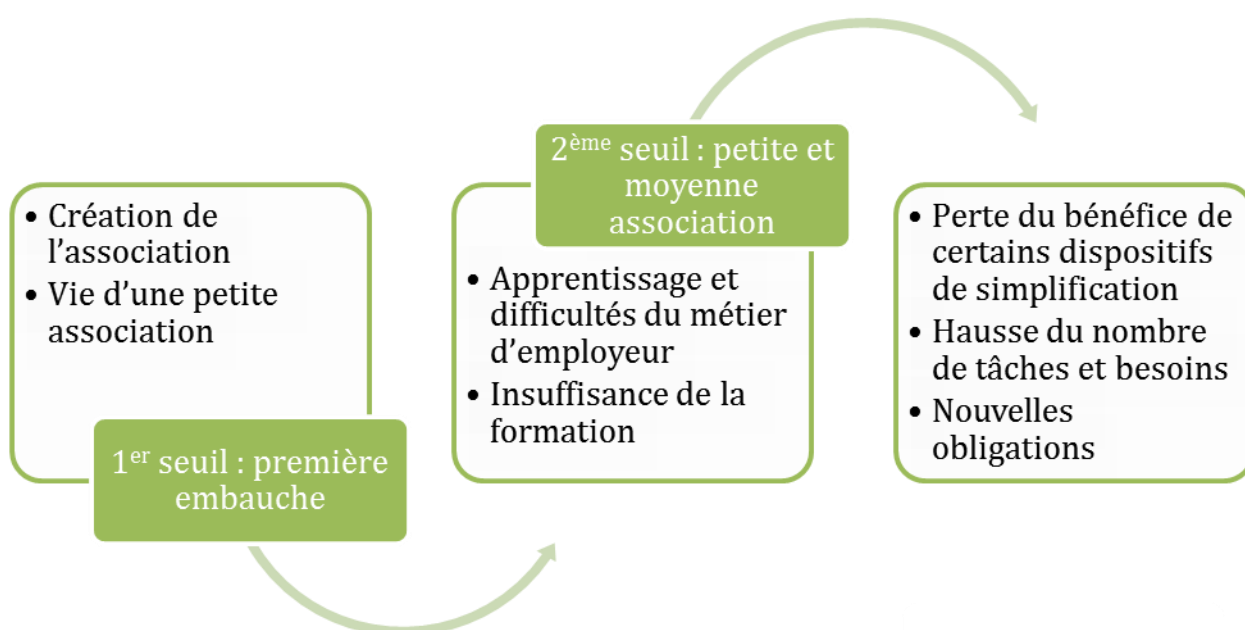 • Création de
l’association
• Vie d’une petite
association
1er seuil : première
embauche
2ème seuil : petite et
moyenne
association
• Apprentissage et
difficultés du métier
d’employeur
• Insuffisance de la
formation
• Perte du bénéfice de
certains dispositifs
de simplification
• Hausse du nombre
de tâches et besoins
• Nouvelles
obligations